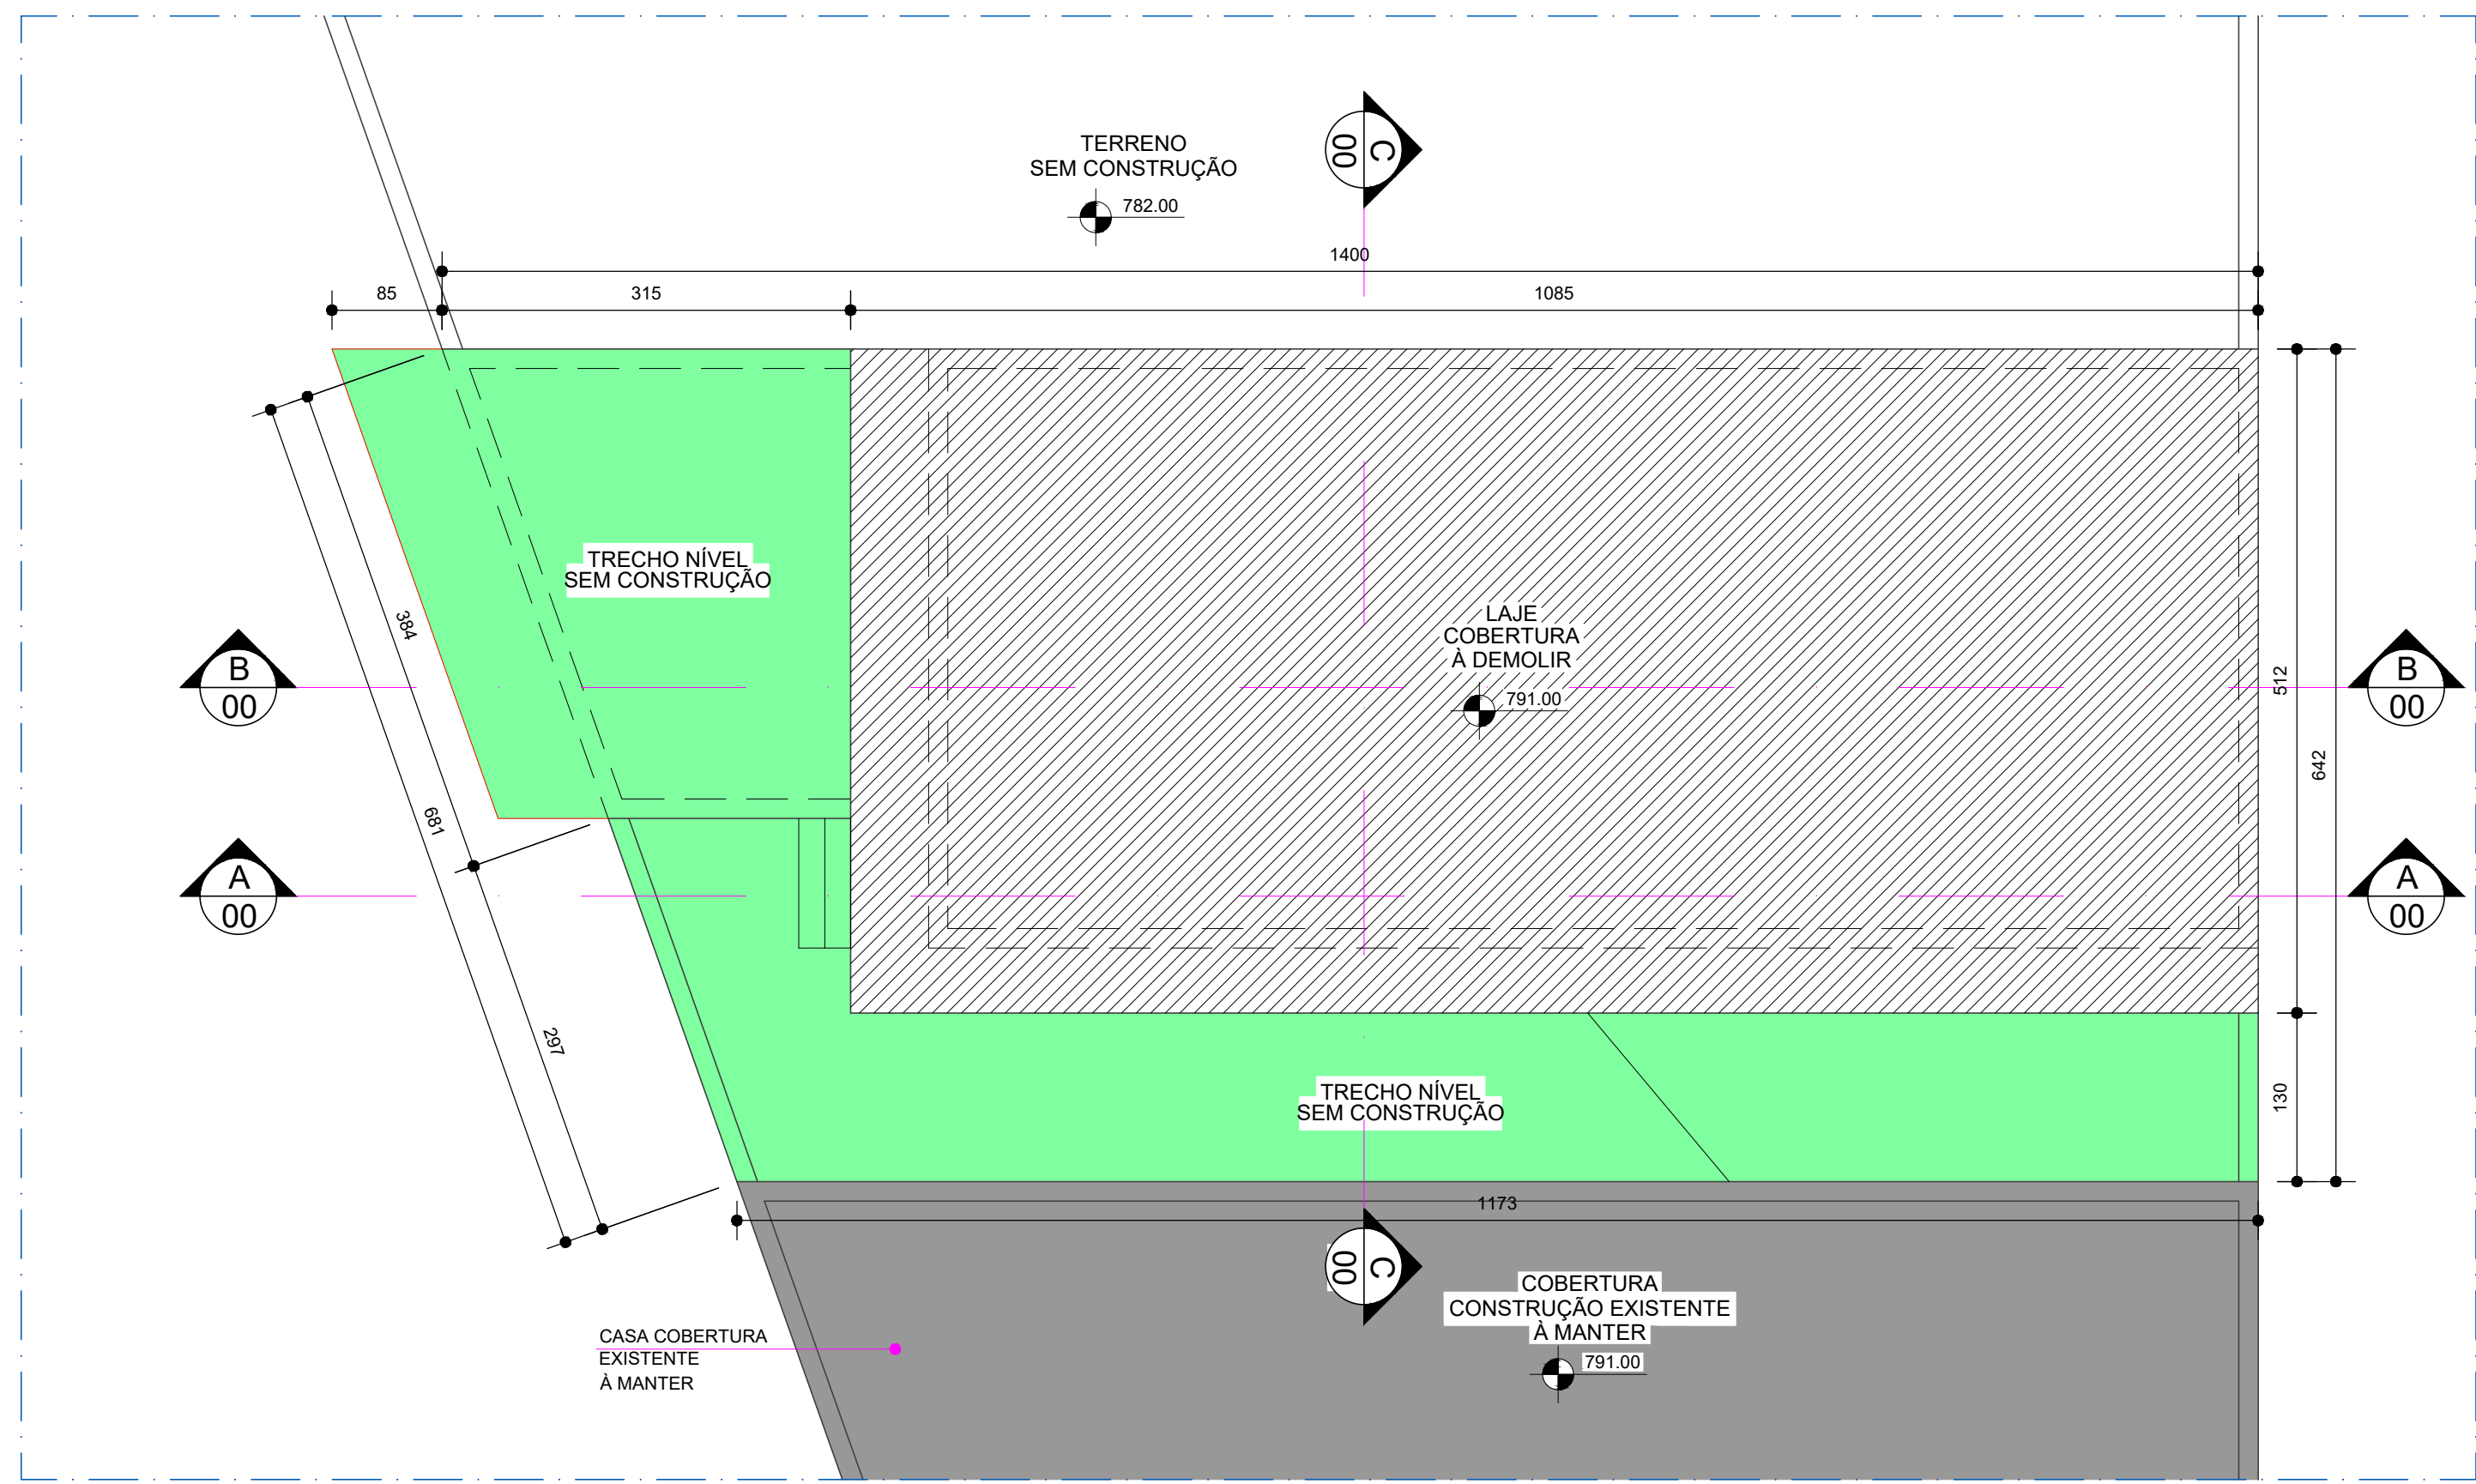 TERRENO
SEM CONSTRUÇÃO
782.00
C
00
1400
85
315
1085
TRECHO NÍVEL
SEM CONSTRUÇÃO
384
LAJE
COBERTURA
À DEMOLIR
791.00
B
00
B
00
512
642
681
A
00
A
00
297
TRECHO NÍVEL
SEM CONSTRUÇÃO
130
1173
C
00
COBERTURA
CONSTRUÇÃO EXISTENTE
À MANTER
791.00
CASA COBERTURA
EXISTENTE
À MANTER